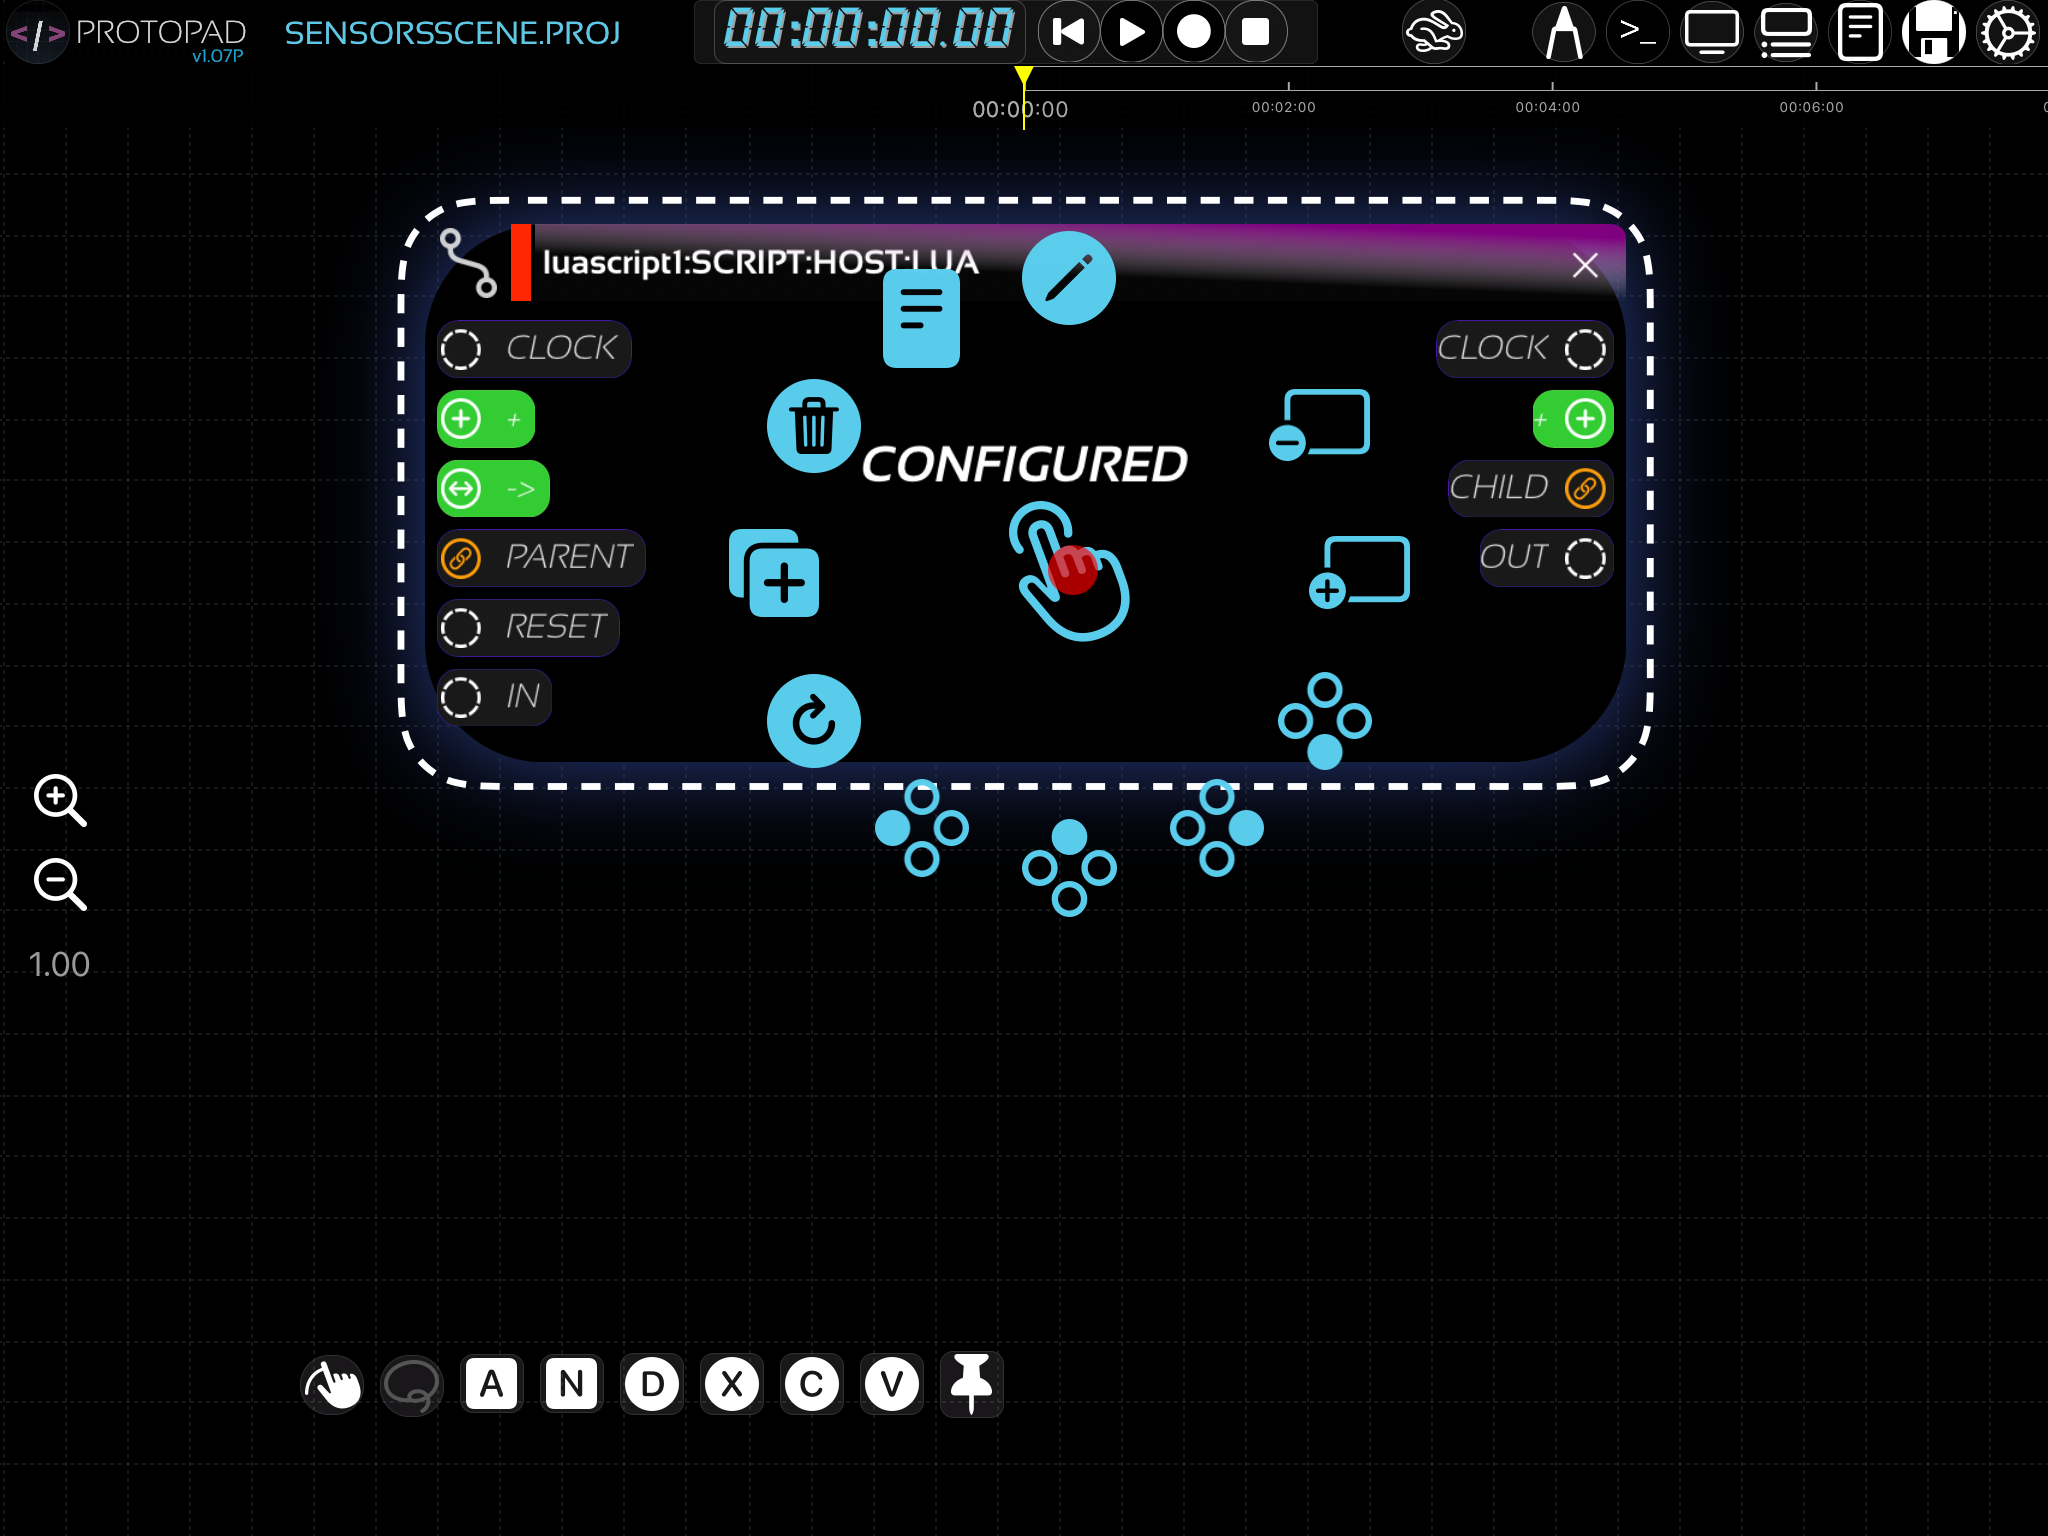 </> PROTOPAD
v1.07P
SENSORSSCENE.PROJ
00:00:00.00
>_
00:00:00
00:02:00
00:04:00
00:06:00
luascript1:SCRIPT:HOST:LUA
CLOCK
CLOCK
+
+
->
CHILD
CONFIGURED
PARENT
OUT
RESET
IN
1.00
A
N
D
X
C
V